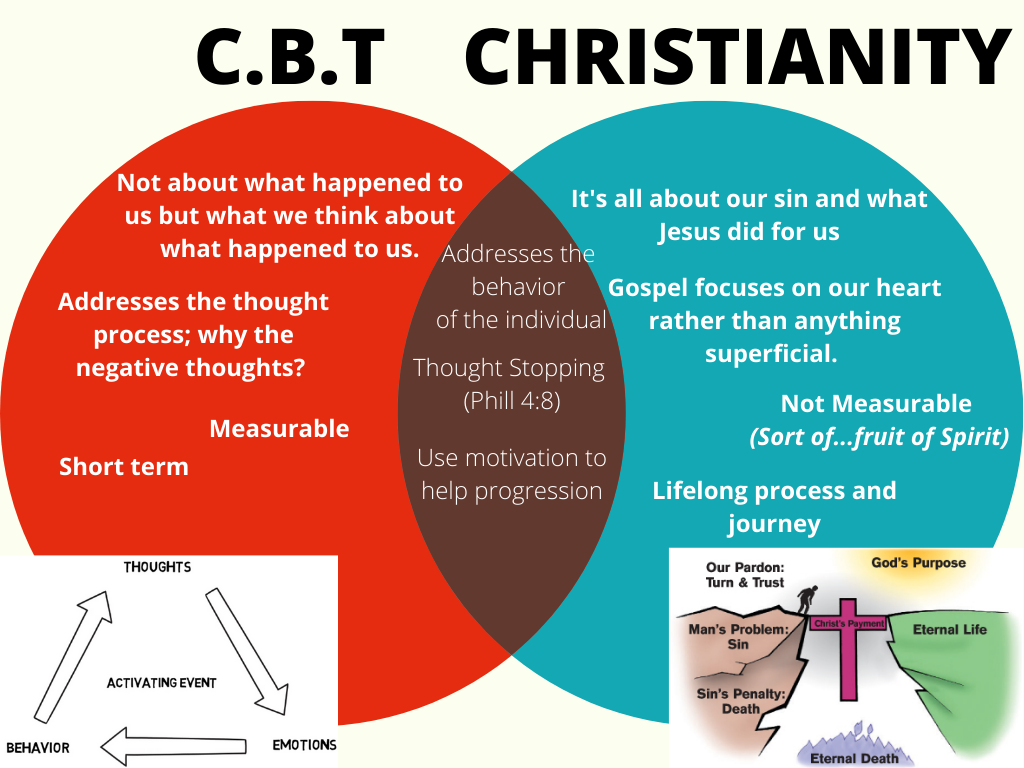 C.B.T
CHRISTIANITY
Not about what happened to
us but what we think about
what happened to us.
Addresses the thought
process; why the
negative thoughts?
Measurable
Short term
Addresses the
behavior
of the individual
Thought Stopping
(Phill 4:8)
Use motivation to
help progression
It's all about our sin and what
Jesus did for us
Gospel focuses on our heart
rather than anything
superficial.
Not Measurable
(Sort of...fruit of Spirit)
Lifelong process and
journey
THOUGHTS
ACTIVATING EVENT
BEHAVIOR
EMOTIONS
Our Pardon:
Turn & Trust
God's Purpose
Man's Problem:
Sin
Christ's Payment
Eternal Life
Sin's Penalty:
Death
Eternal Death